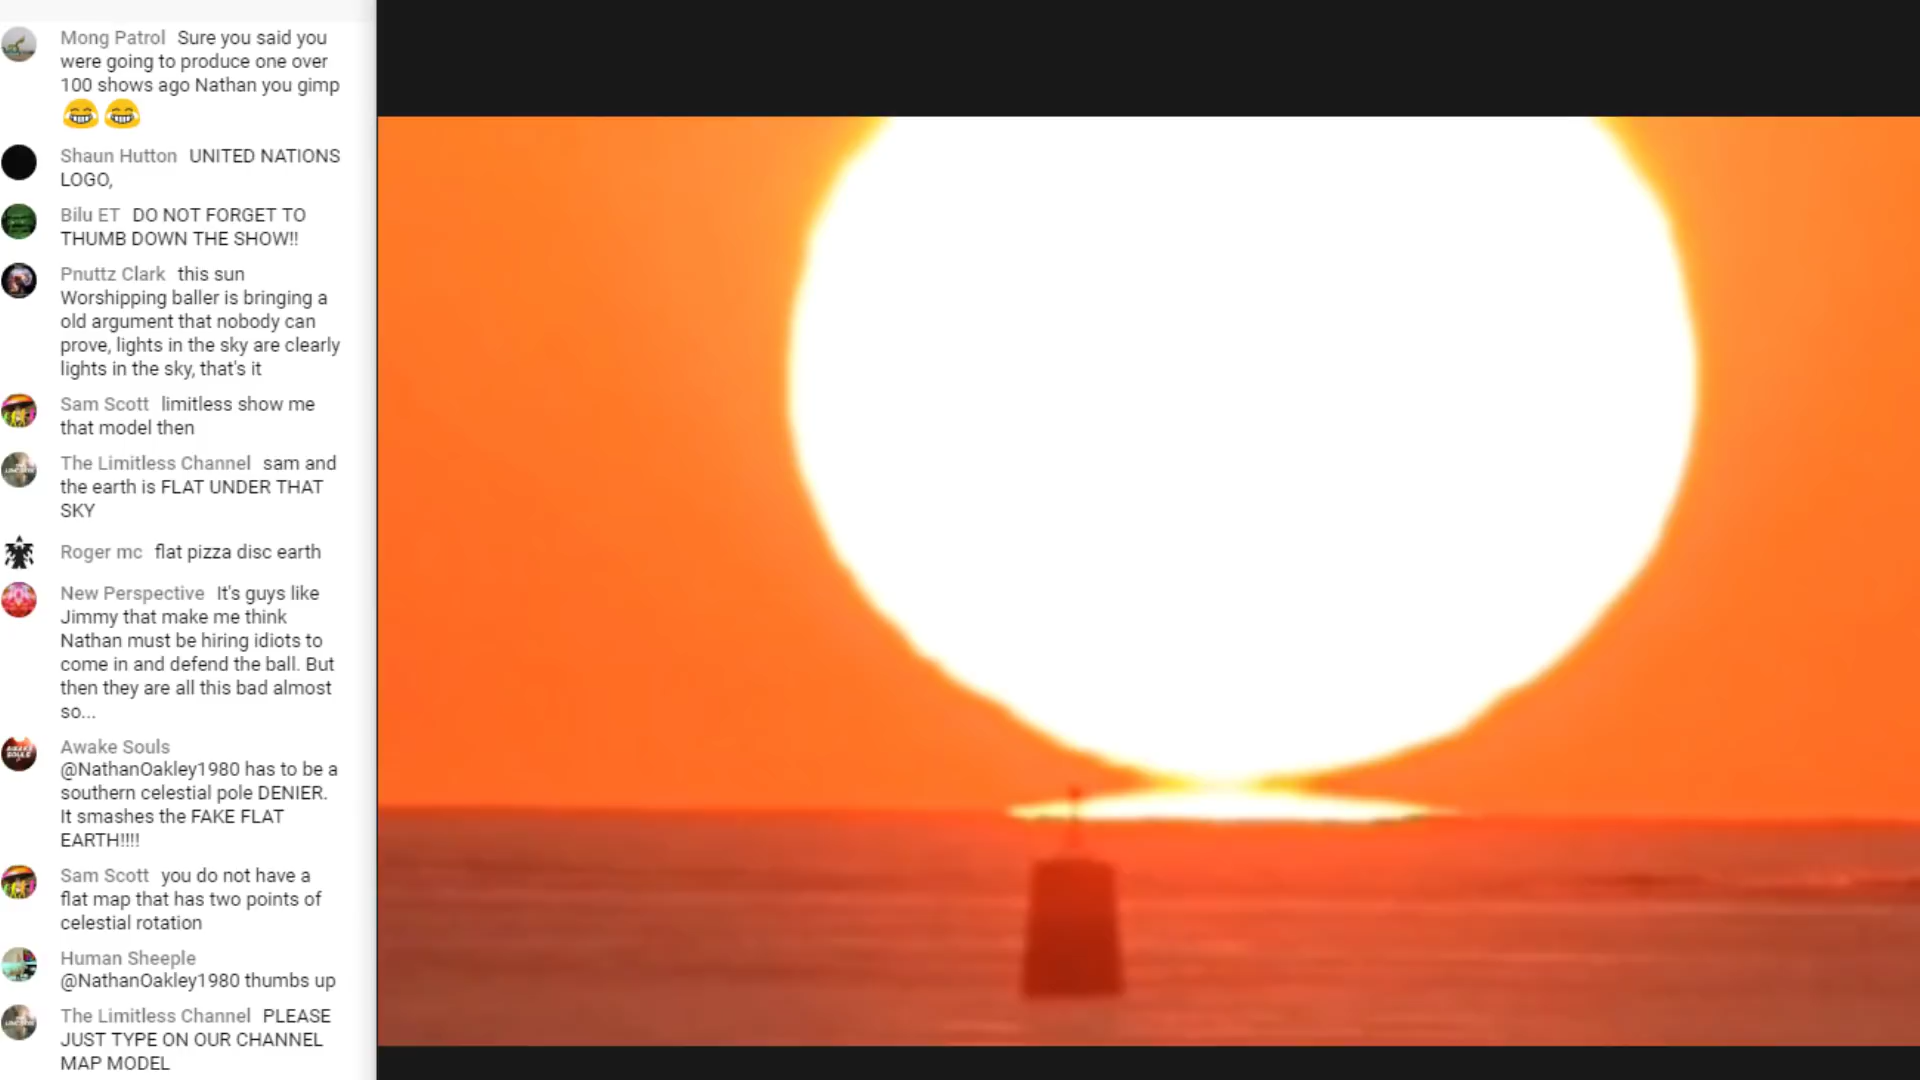 Mong Patrol Sure you said you
were going to produce one over
100 shows ago Nathan you gimp
Shaun Hutton UNITED NATIONS
LOGO,
Bilu ET DO NOT FORGET TO
THUMB DOWN THE SHOW!!
Pnuttz Clark this sun
Worshipping baller is bringing a
old argument that nobody can
prove, lights in the sky are clearly
lights in the sky, that's it
Sam Scott limitless show me
that model then
The Limitless Channel sam and
the earth is FLAT UNDER THAT
SKY
Roger mc flat pizza disc earth
New Perspective It's guys like
Jimmy that make me think
Nathan must be hiring idiots to
come in and defend the ball. But
then they are all this bad almost
so...
Awake Souls
@NathanOakley1980 has to be a
southern celestial pole DENIER.
It smashes the FAKE FLAT
EARTH!!!!
Sam Scott you do not have a
flat map that has two points of
celestial rotation
Human Sheeple
@NathanOakley1980 thumbs up
The Limitless Channel PLEASE
JUST TYPE ON OUR CHANNEL
MAP MODEL